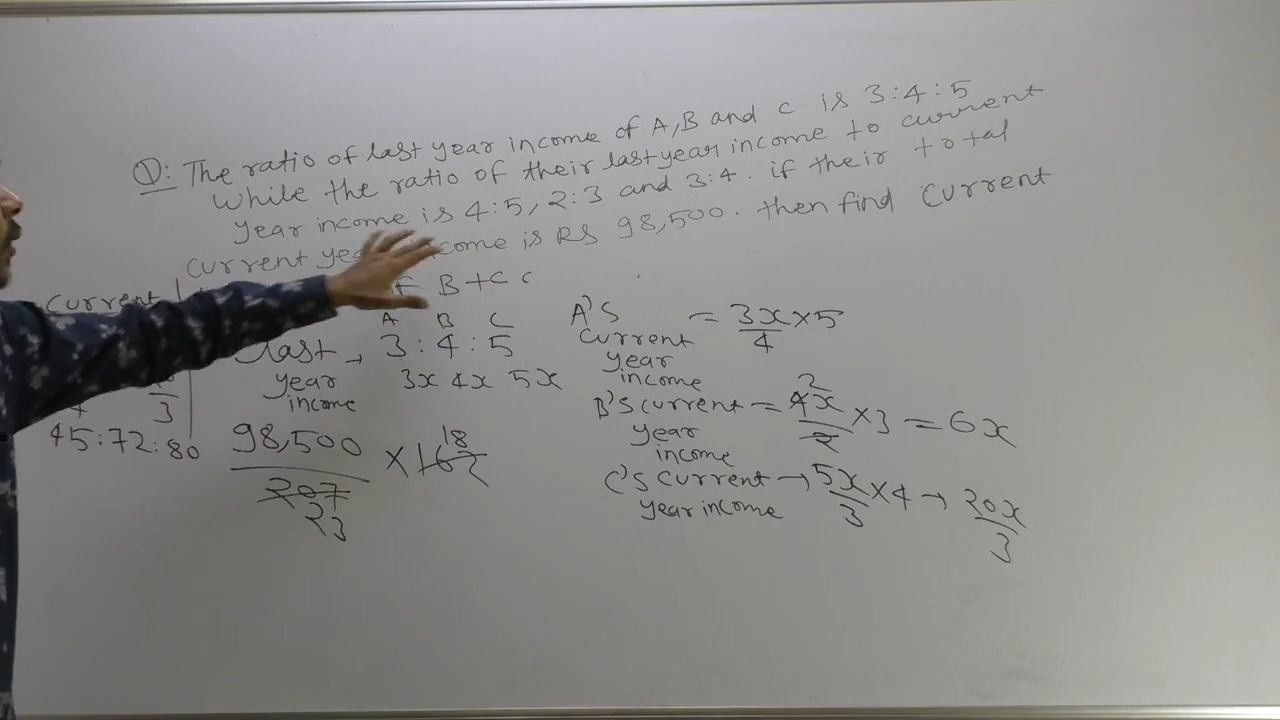 Q: The ratio of last year income of A, B and C is 3:4:5
while the ratio of their last year income to current
year income is 4:5, 2:3 and 3:4. if their total
current income is RS 98,500. then find current
B+C
current
A B C
last → 3:4:5
year
income
3x 4x 5x
3
45:72:80
98,500
207
23
× 162
18
A's
current
year
income
= 3x × 5
4
B's current
year
income
= 4x × 3 = 6x
2
2
C's current
year income
→ 5x × 4 → 20x
3
3